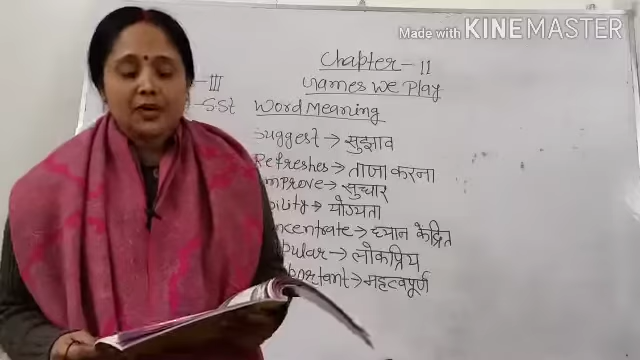 Made with KINEMASTER
Chapter - 11
III
Games We Play
SSt
Word Meaning
Suggest → सुझाव
Refreshes → ताजा करना
mprove → सुधार
bility → योग्यता
ncentrate → ध्यान केंद्रित
pular → लोकप्रिय
portant → महत्वपूर्ण